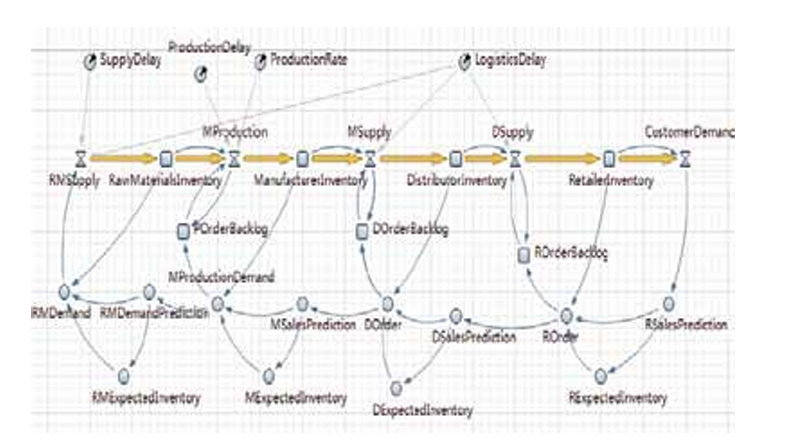 ProductionDelay
SupplyDelay
ProductionRate
LogisticsDelay
MProduction
MSupply
DSupply
CustomerDemand
RMSupply
RawMaterialsInventory
ManufacturerInventory
DistributorInventory
RetailerInventory
POrderBacklog
DOrderBacklog
ROrderBacklog
MProductionDemand
RMDemand
RMDemandPrediction
MSalesPrediction
DOrder
DSalesPrediction
ROrder
RSalesPrediction
RMExpectedInventory
MExpectedInventory
DExpectedInventory
RExpectedInventory